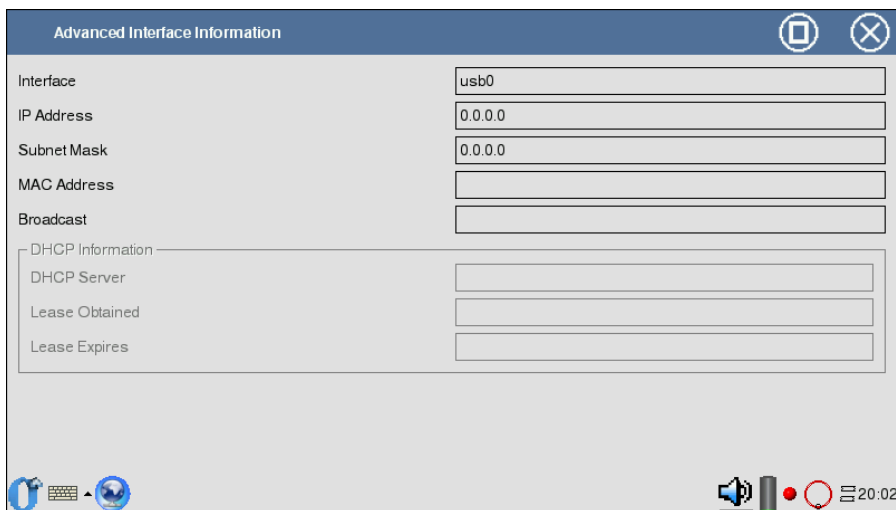 Advanced Interface Information
Interface usb0
IP Address 0.0.0.0
Subnet Mask 0.0.0.0
MAC Address
Broadcast
DHCP Information
DHCP Server
Lease Obtained
Lease Expires
20:02